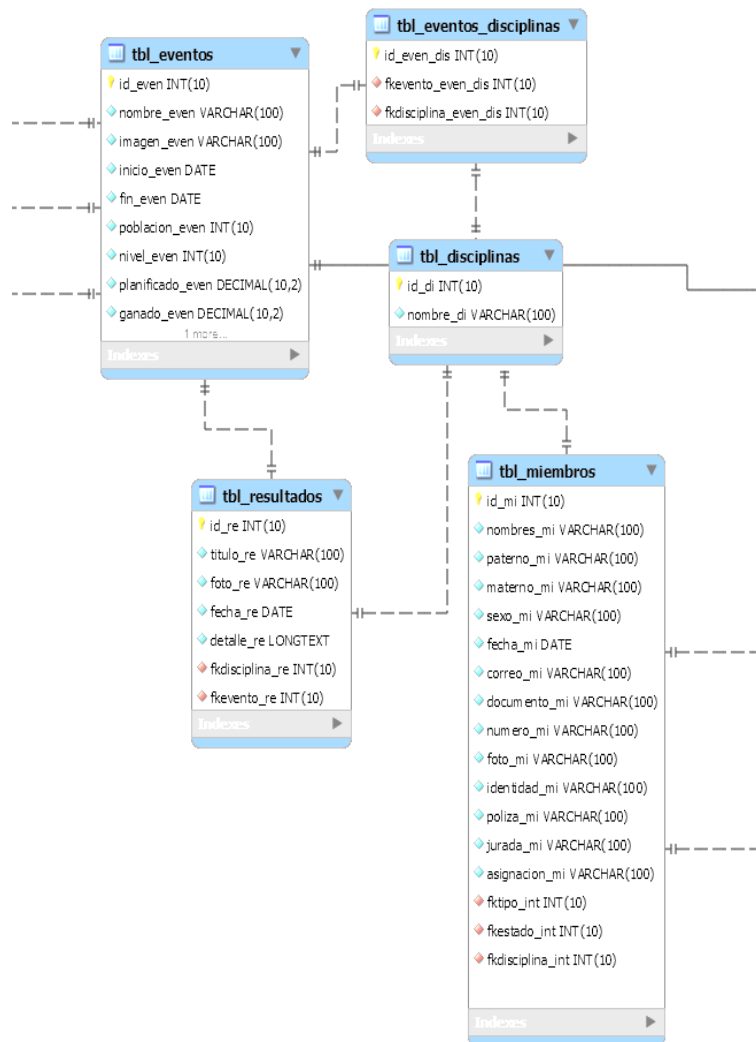 tbl_eventos
id_even INT(10)
nombre_even VARCHAR(100)
imagen_even VARCHAR(100)
inicio_even DATE
fin_even DATE
poblacion_even INT(10)
nivel_even INT(10)
planificado_even DECIMAL(10,2)
ganado_even DECIMAL(10,2)
1 more...
Indexes
tbl_eventos_disciplinas
id_even_dis INT(10)
fkevento_even_dis INT(10)
fkdisciplina_even_dis INT(10)
Indexes
tbl_disciplinas
id_di INT(10)
nombre_di VARCHAR(100)
Indexes
tbl_resultados
id_re INT(10)
titulo_re VARCHAR(100)
foto_re VARCHAR(100)
fecha_re DATE
detalle_re LONGTEXT
fkdisciplina_re INT(10)
fkevento_re INT(10)
Indexes
tbl_miembros
id_mi INT(10)
nombres_mi VARCHAR(100)
paterno_mi VARCHAR(100)
materno_mi VARCHAR(100)
sexo_mi VARCHAR(100)
fecha_mi DATE
correo_mi VARCHAR(100)
documento_mi VARCHAR(100)
numero_mi VARCHAR(100)
foto_mi VARCHAR(100)
identidad_mi VARCHAR(100)
poliza_mi VARCHAR(100)
jurada_mi VARCHAR(100)
asignacion_mi VARCHAR(100)
fktipo_int INT(10)
fkestado_int INT(10)
fkdisciplina_int INT(10)
Indexes